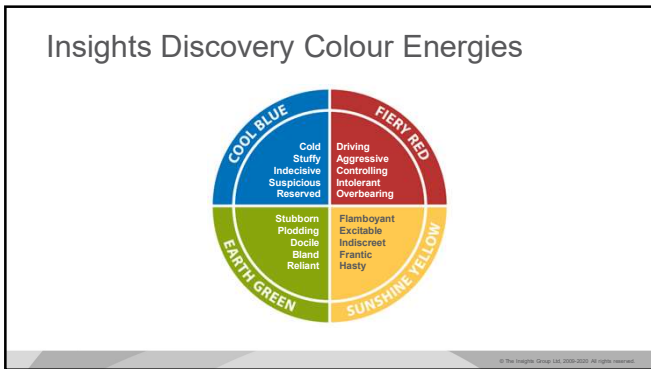 Insights Discovery Colour Energies
COOL BLUE
Cold
Stuffy
Indecisive
Suspicious
Reserved
FIERY RED
Driving
Aggressive
Controlling
Intolerant
Overbearing
EARTH GREEN
Stubborn
Plodding
Docile
Bland
Reliant
SUNSHINE YELLOW
Flamboyant
Excitable
Indiscreet
Frantic
Hasty
© The Insights Group Ltd, 2009-2020. All rights reserved.